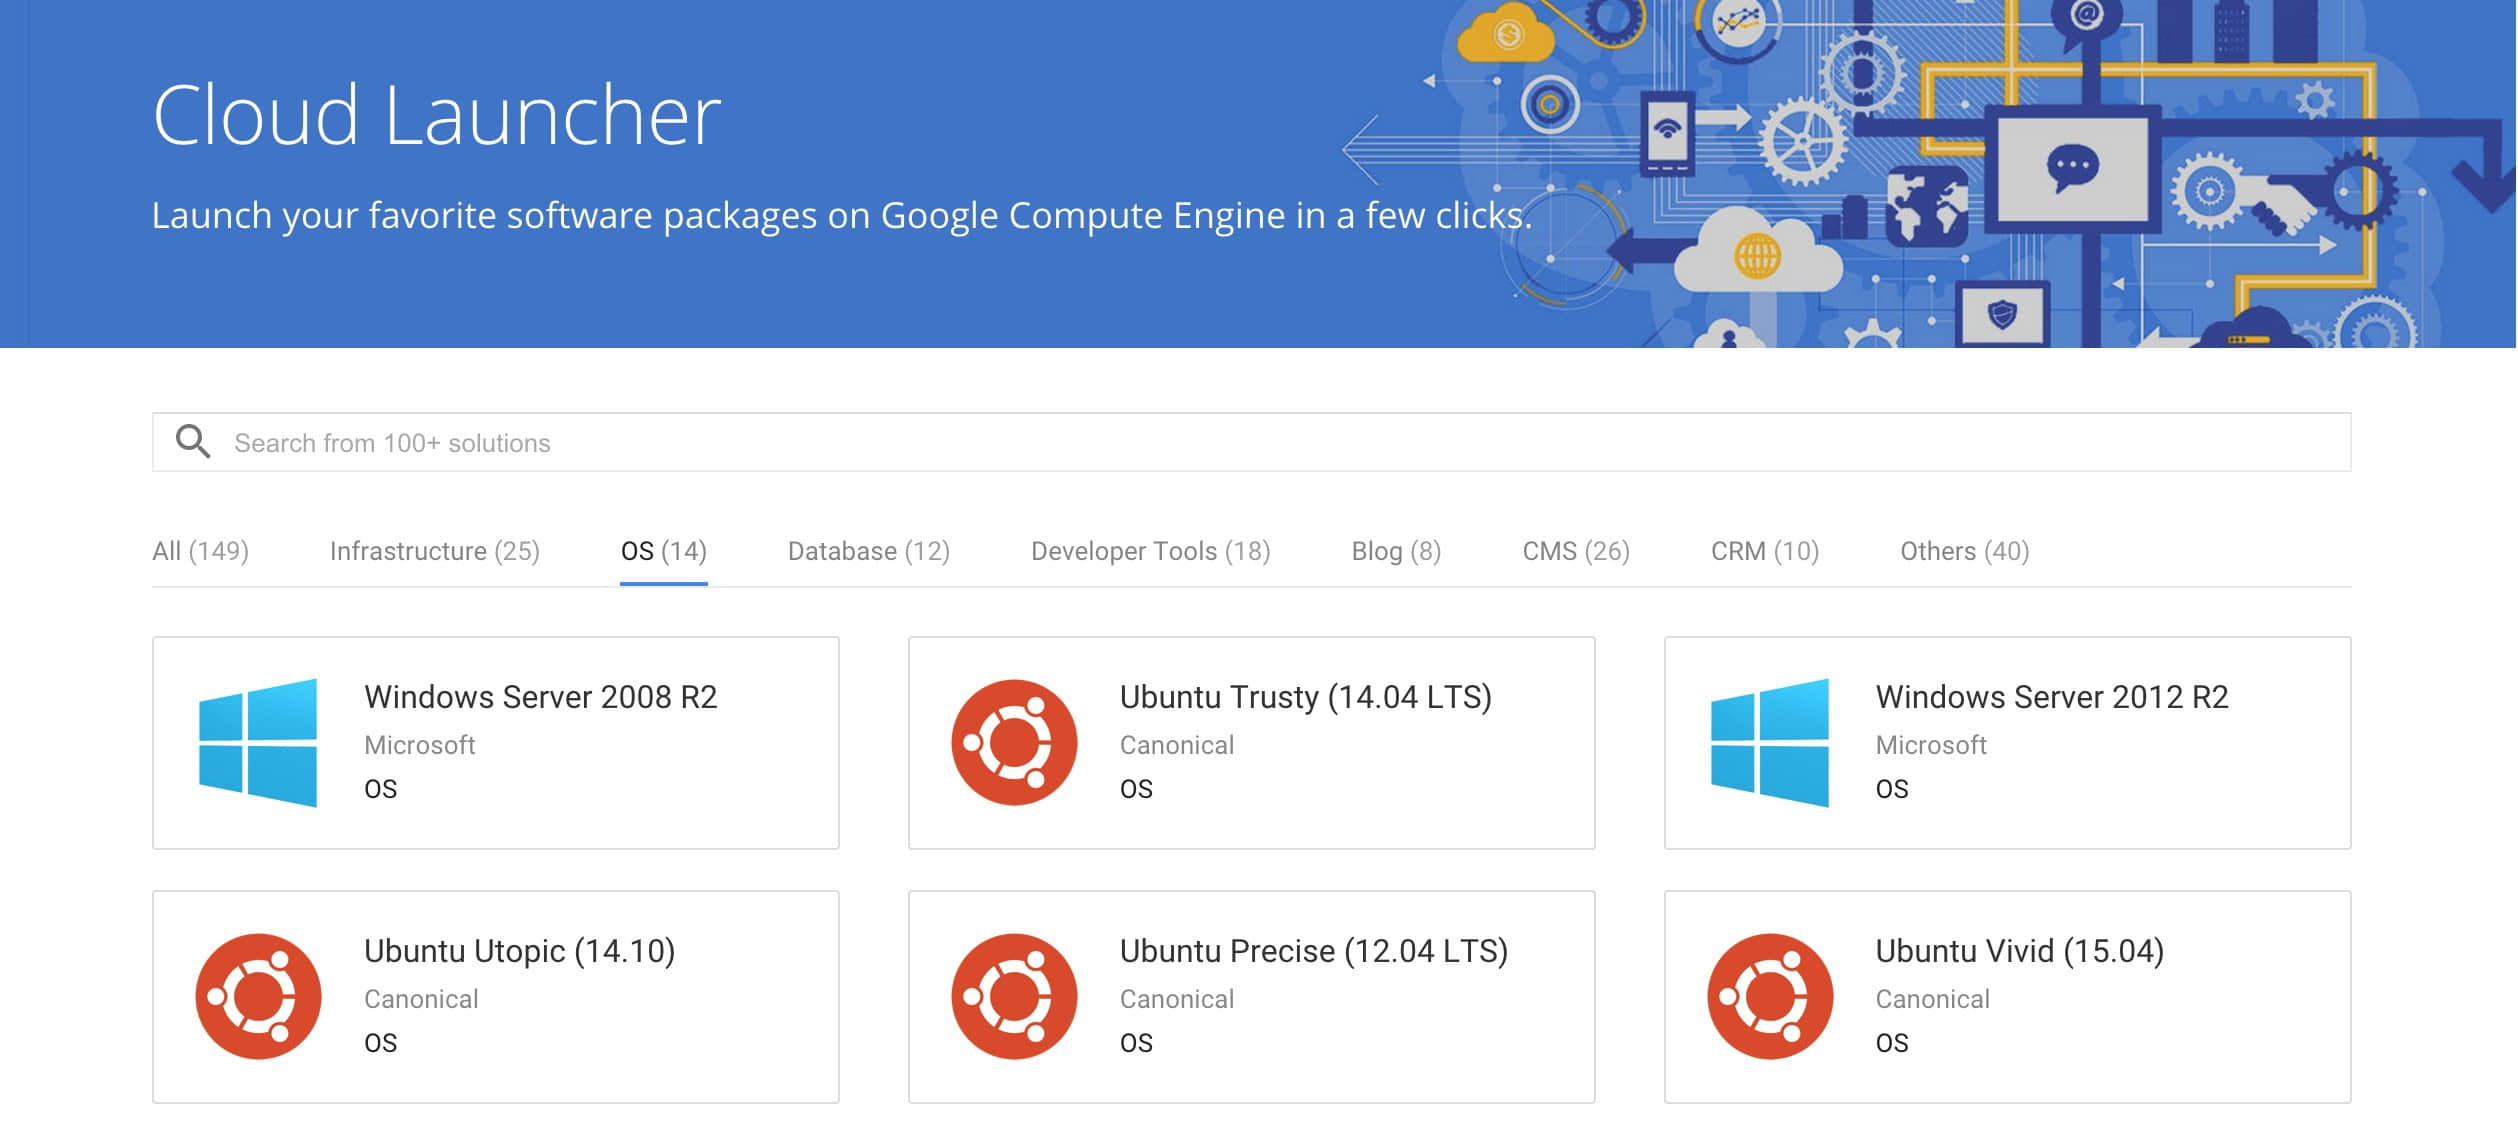 Cloud Launcher
Launch your favorite software packages on Google Compute Engine in a few clicks.
@
Search from 100+ solutions
All (149) Infrastructure (25) OS (14) Database (12) Developer Tools (18) Blog (8) CMS (26) CRM (10) Others (40)
Windows Server 2008 R2
Microsoft
OS
Ubuntu Trusty (14.04 LTS)
Canonical
OS
Windows Server 2012 R2
Microsoft
OS
Ubuntu Utopic (14.10)
Canonical
OS
Ubuntu Precise (12.04 LTS)
Canonical
OS
Ubuntu Vivid (15.04)
Canonical
OS